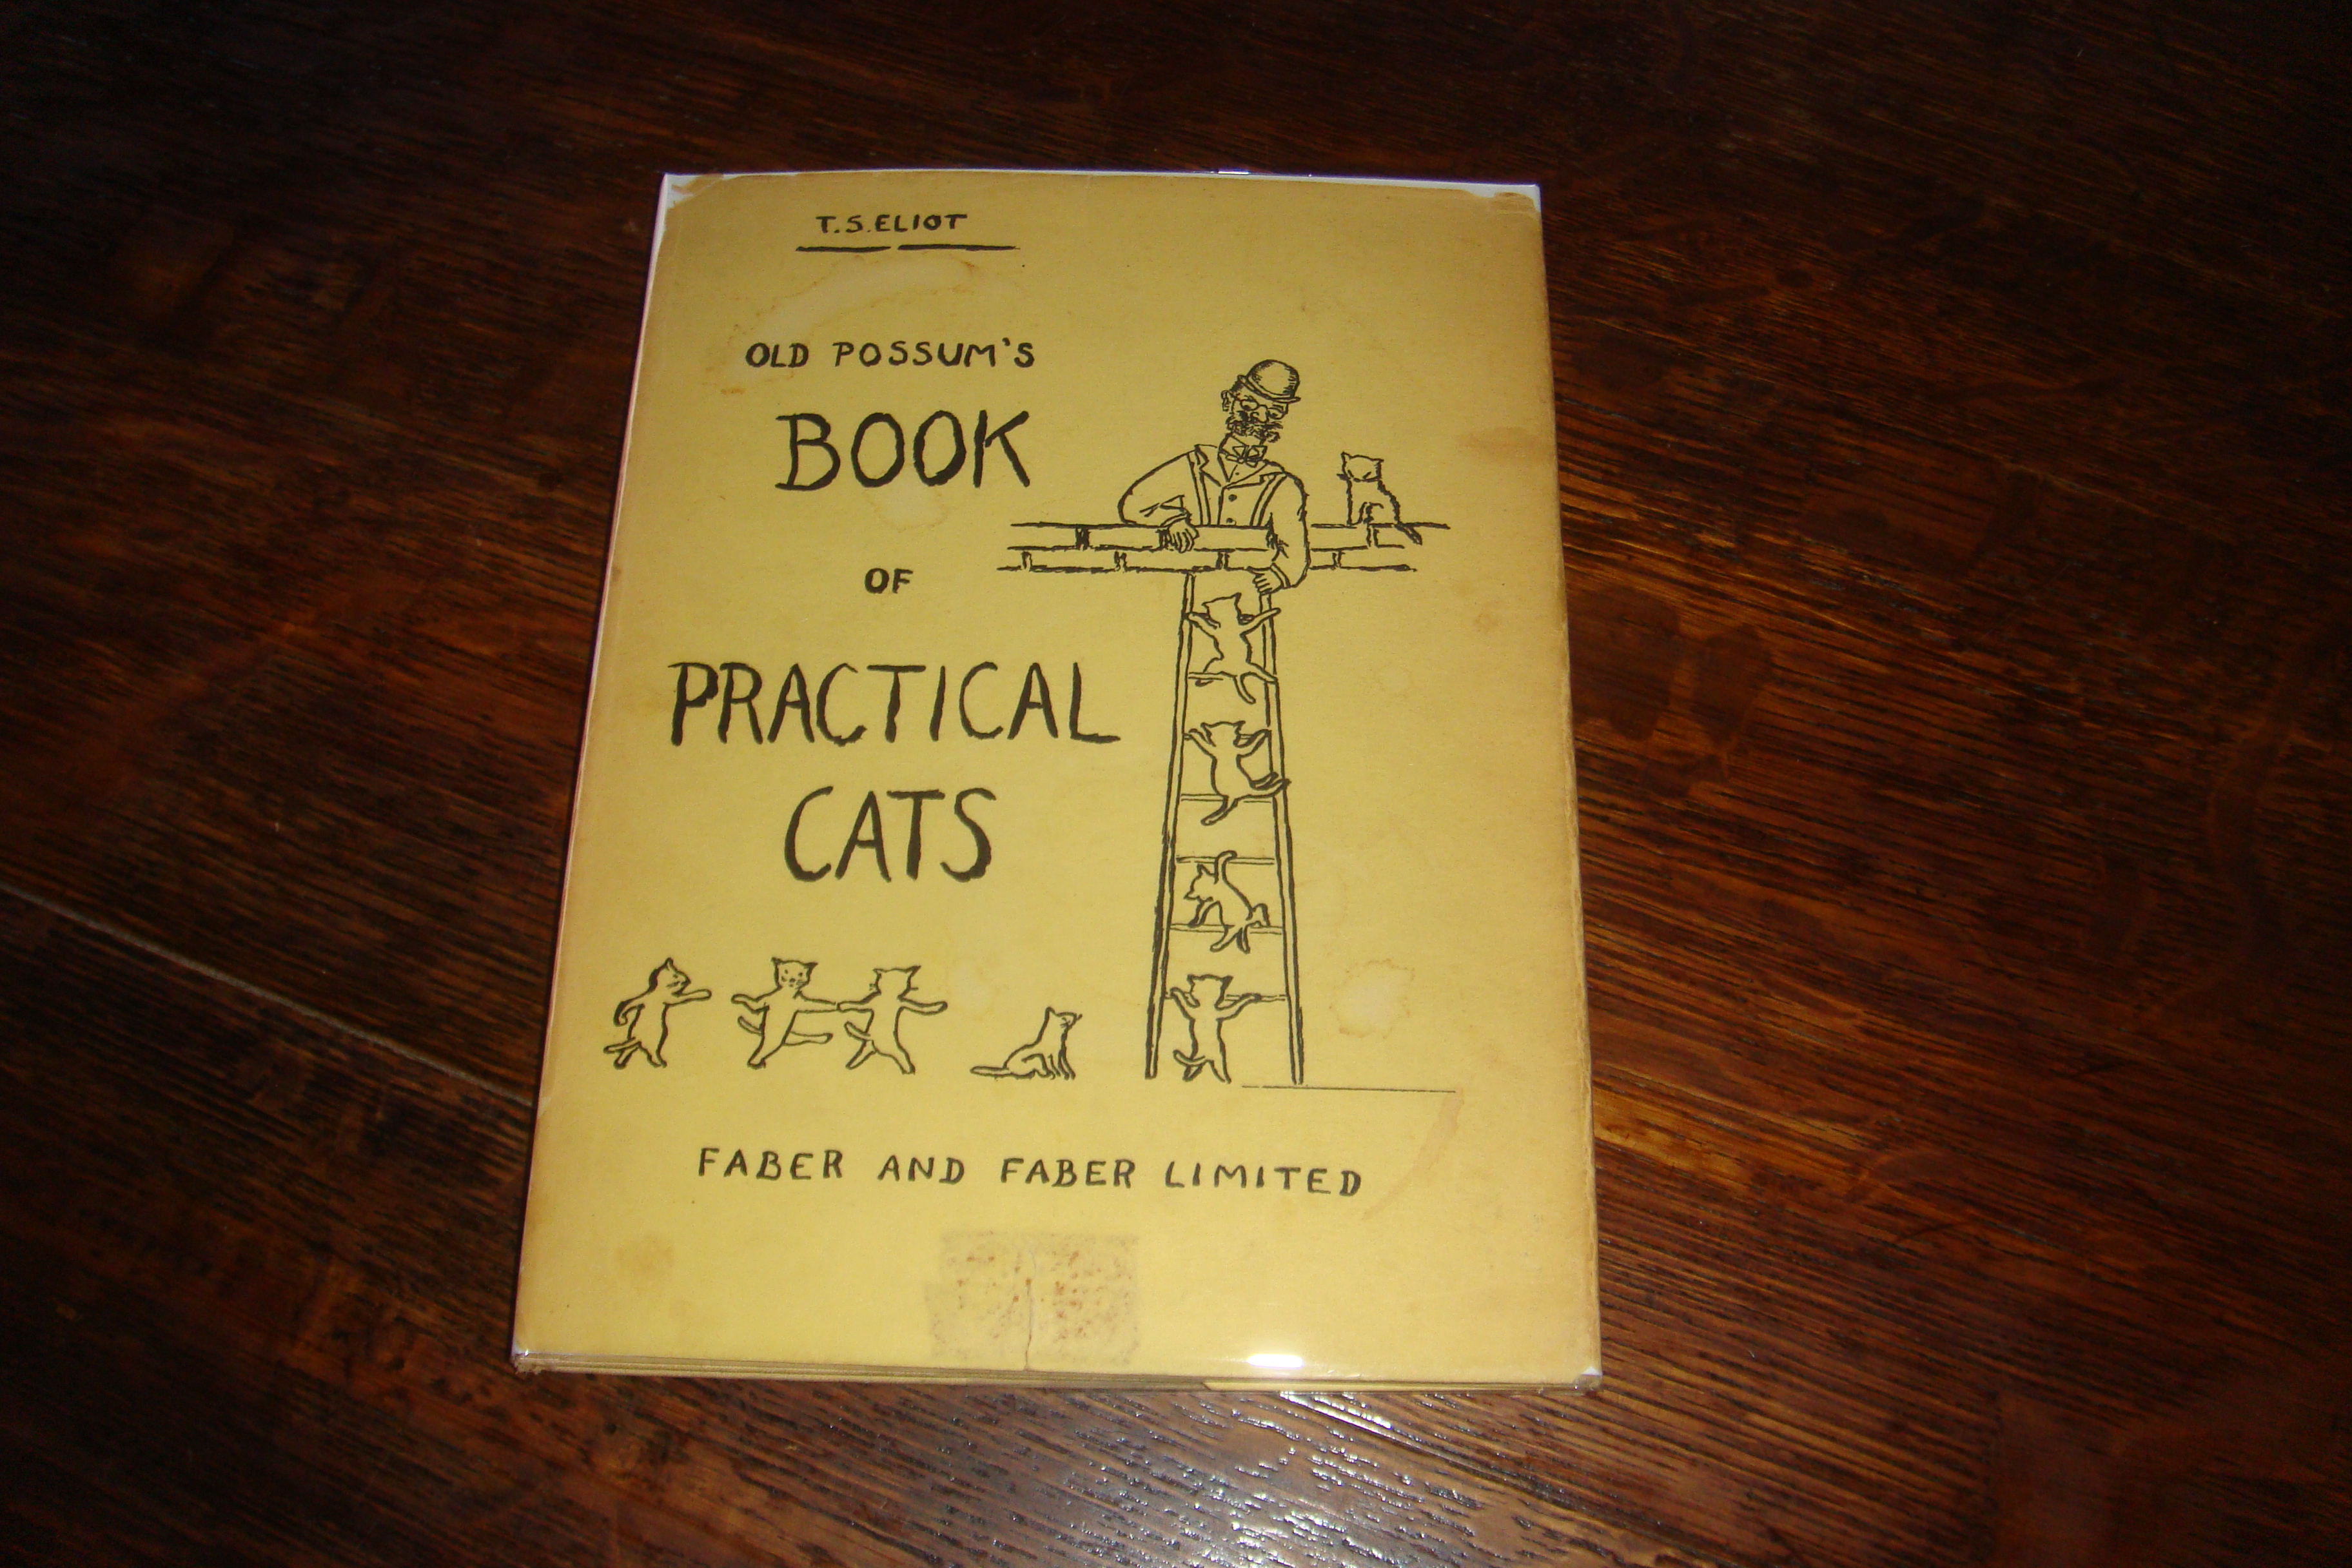 T.S.ELIOT
OLD POSSUM'S
BOOK
OF
PRACTICAL
CATS
FABER AND FABER LIMITED